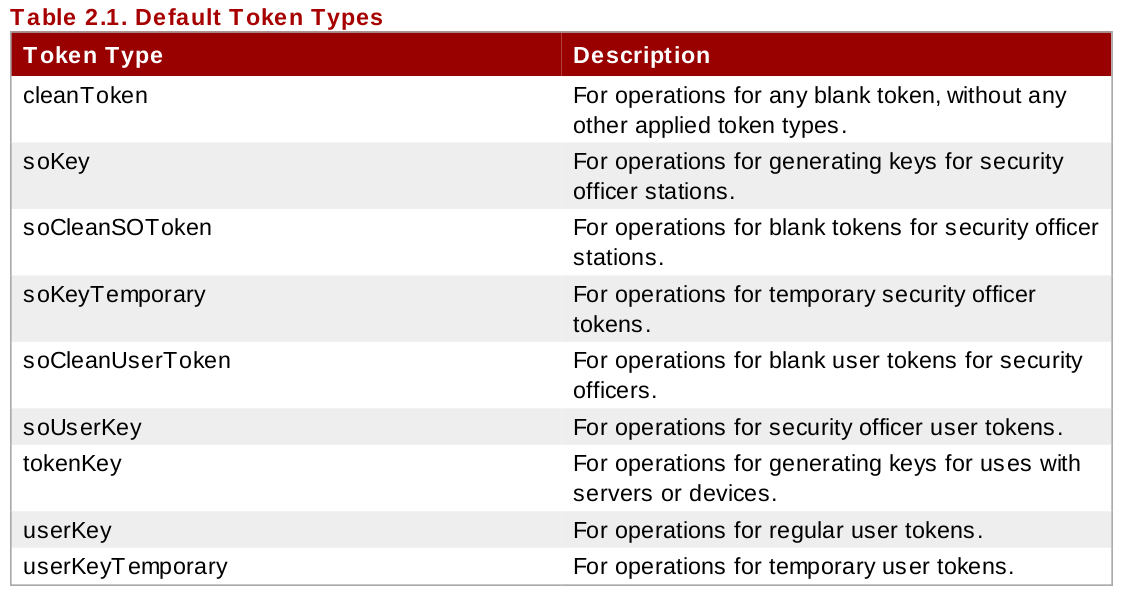 Table 2.1. Default Token Types
Token Type Description
cleanToken For operations for any blank token, without any
other applied token types.
soKey For operations for generating keys for security
officer stations.
soCleanSOToken For operations for blank tokens for security officer
stations.
soKeyTemporary For operations for temporary security officer
tokens.
soCleanUserToken For operations for blank user tokens for security
officers.
soUserKey For operations for security officer user tokens.
tokenKey For operations for generating keys for uses with
servers or devices.
userKey For operations for regular user tokens.
userKeyTemporary For operations for temporary user tokens.